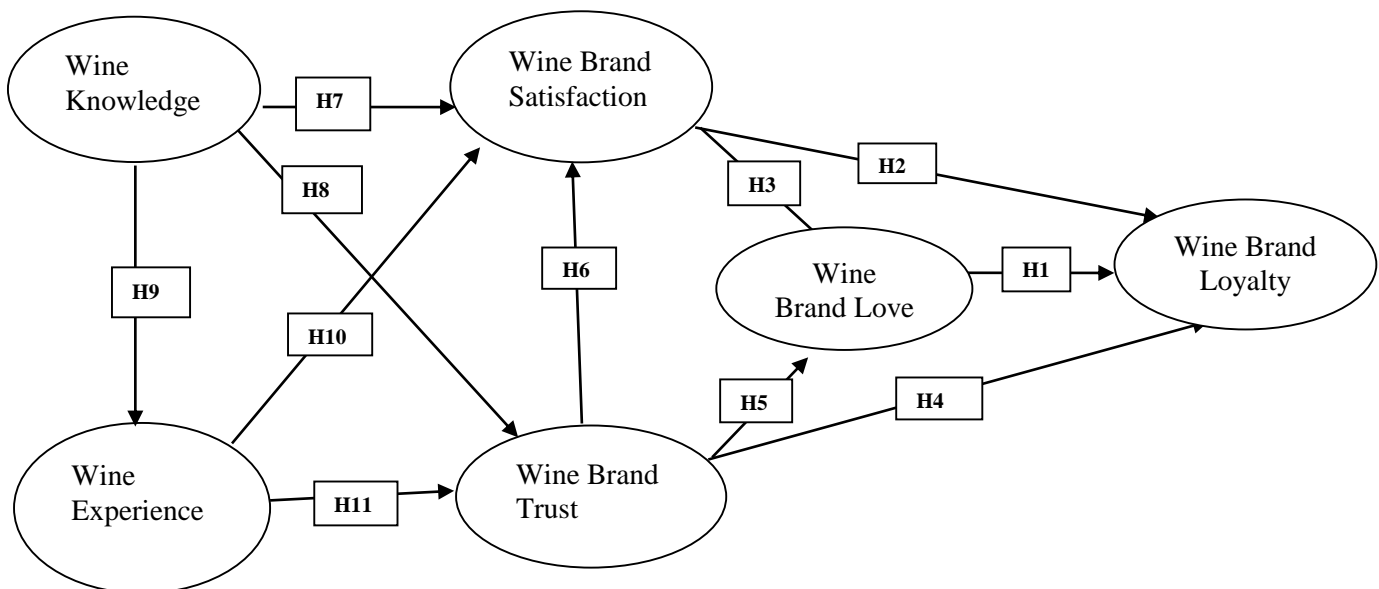 Wine
Knowledge
H7
Wine Brand
Satisfaction
H8
H3
H2
H9
H10
H6
Wine
Brand Love
H1
Wine Brand
Loyalty
H5
H4
Wine
Experience
H11
Wine Brand
Trust